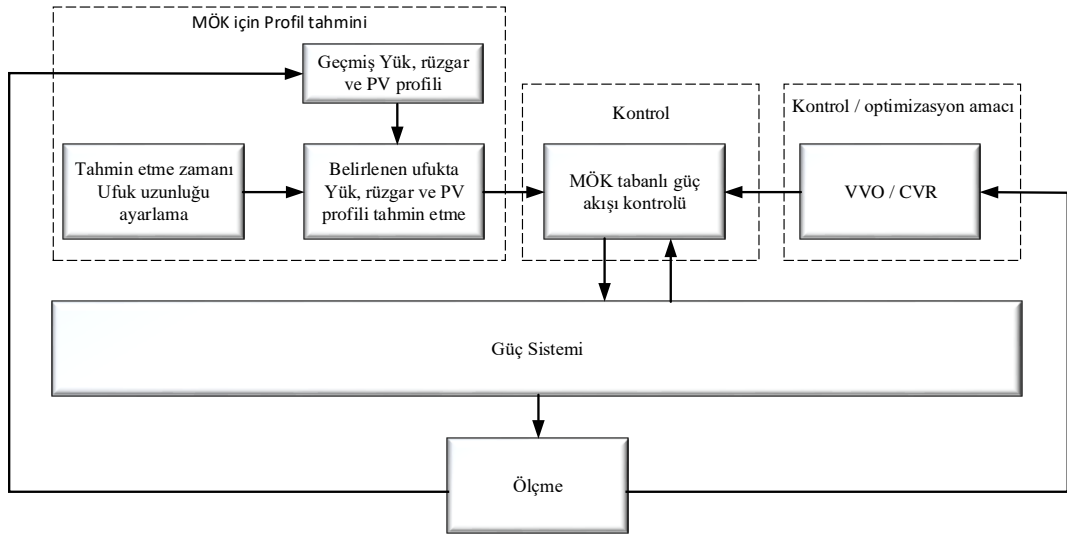 MÖK için Profil tahmini
Geçmiş Yük, rüzgar
ve PV profili
Tahmin etme zamanı
Ufuk uzunluğu
ayarlama
Belirlenen ufukta
Yük, rüzgar ve PV
profili tahmin etme
Kontrol
MÖK tabanlı güç
akışı kontrolü
Kontrol / optimizasyon amacı
VVO / CVR
Güç Sistemi
Ölçme